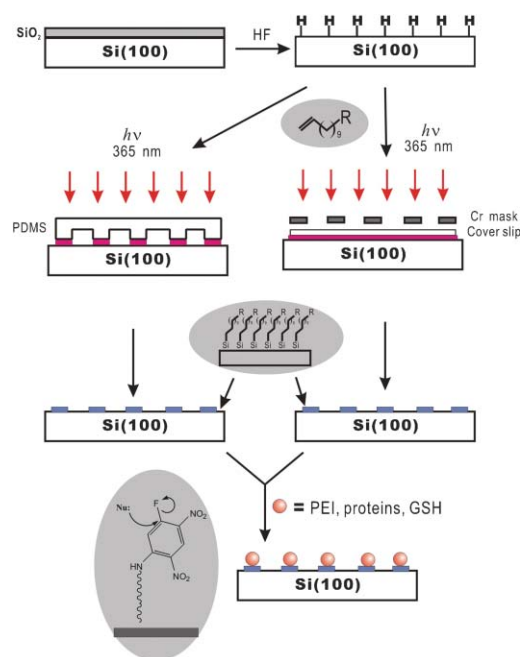 SiO2
Si(100)
HF
H H H H H H H
Si(100)
R
( )9
hν
365 nm
hν
365 nm
PDMS
Si(100)
Cr mask
Cover slip
Si(100)
R R R R R R
Si Si Si Si Si Si
Si(100)
Si(100)
F
Nu:
NO2
HN
NO2
= PEI, proteins, GSH
Si(100)